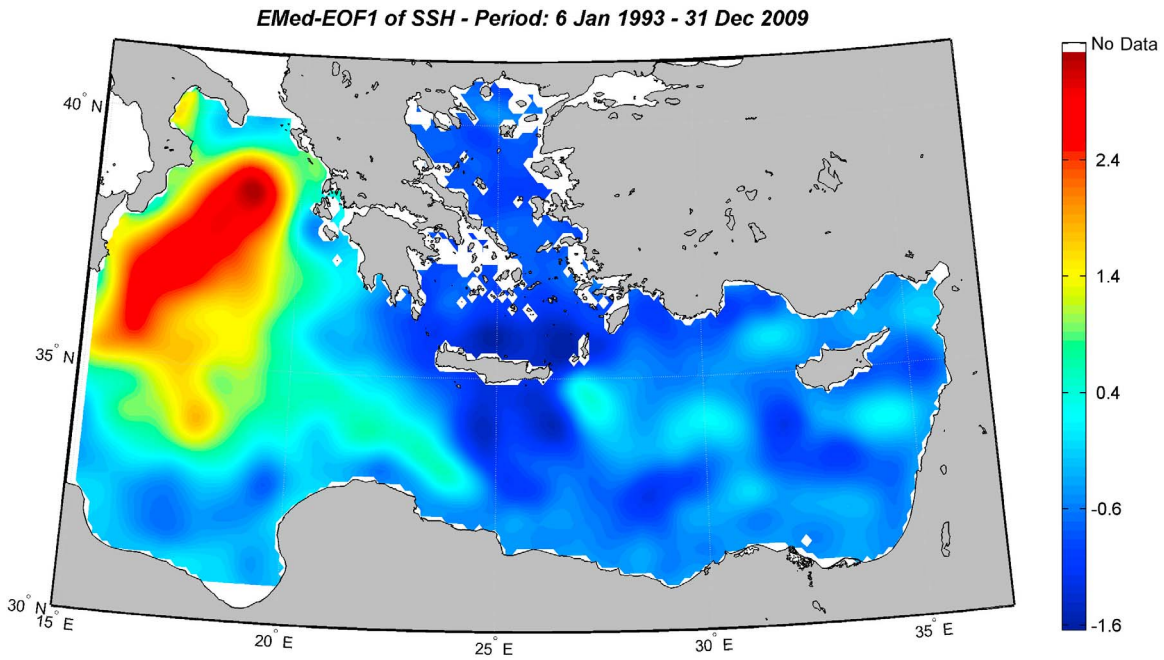 EMed-EOF1 of SSH - Period: 6 Jan 1993 - 31 Dec 2009
No Data
2.4
1.4
0.4
-0.6
-1.6
40° N
35° N
30° N
15° E
20° E
25° E
30° E
35° E